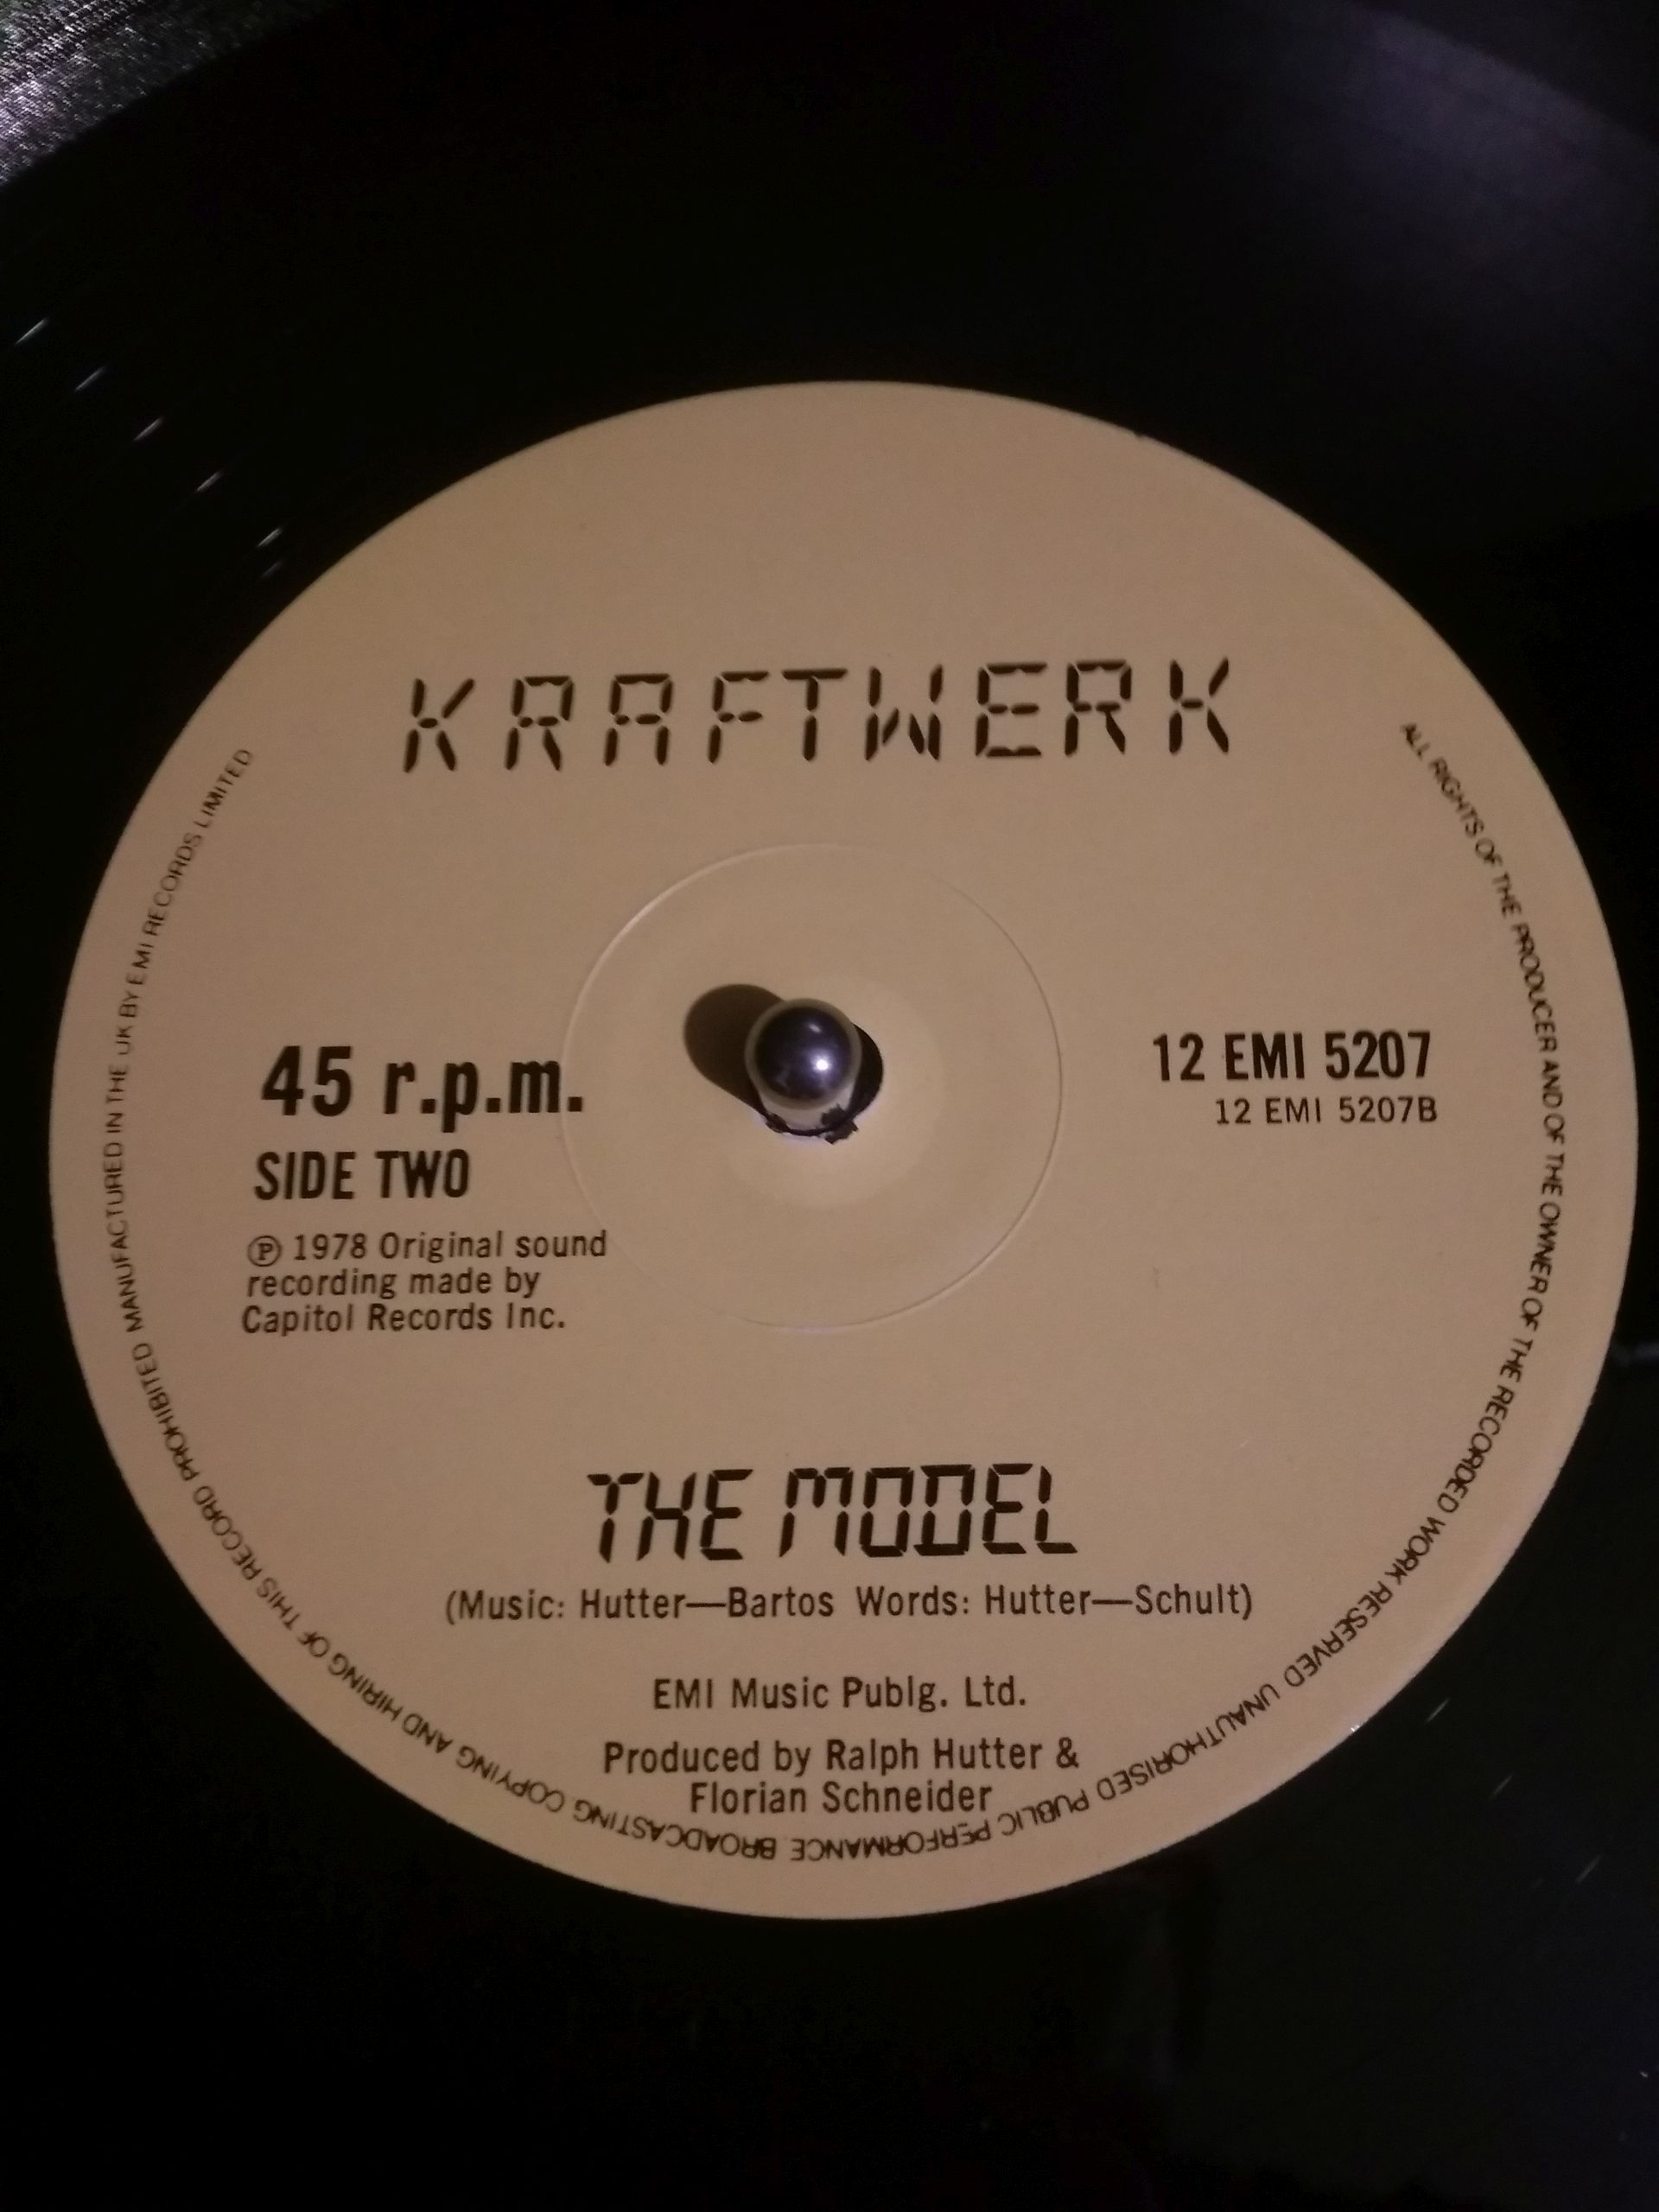 KRAFTWERK
45 r.p.m.
SIDE TWO
℗ 1978 Original sound
recording made by
Capitol Records Inc.
12 EMI 5207
12 EMI 5207B
THE MODEL
(Music: Hutter—Bartos Words: Hutter—Schult)
EMI Music Publg. Ltd.
Produced by Ralph Hutter &
Florian Schneider
ALL RIGHTS OF THE PRODUCER AND OF THE OWNER OF THE RECORDED WORK RESERVED UNAUTHORISED PUBLIC PERFORMANCE BROADCASTING COPYING AND HIRING OF THIS RECORD PROHIBITED MANUFACTURED IN THE UK BY EMI RECORDS LIMITED